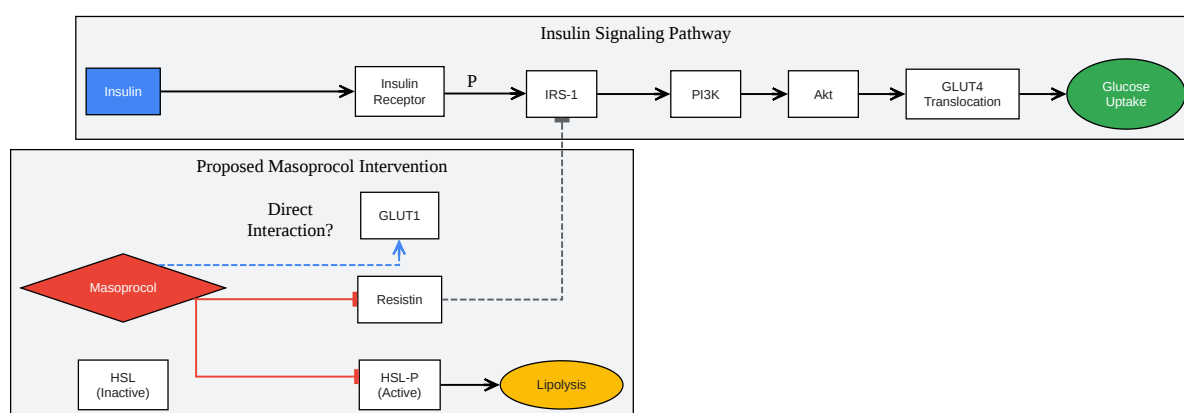 Insulin Signaling Pathway
Insulin
Insulin
Receptor
P
IRS-1
PI3K
Akt
GLUT4
Translocation
Glucose
Uptake
Proposed Masoprocol Intervention
Direct
Interaction?
GLUT1
Masoprocol
Resistin
HSL
(Inactive)
HSL-P
(Active)
Lipolysis